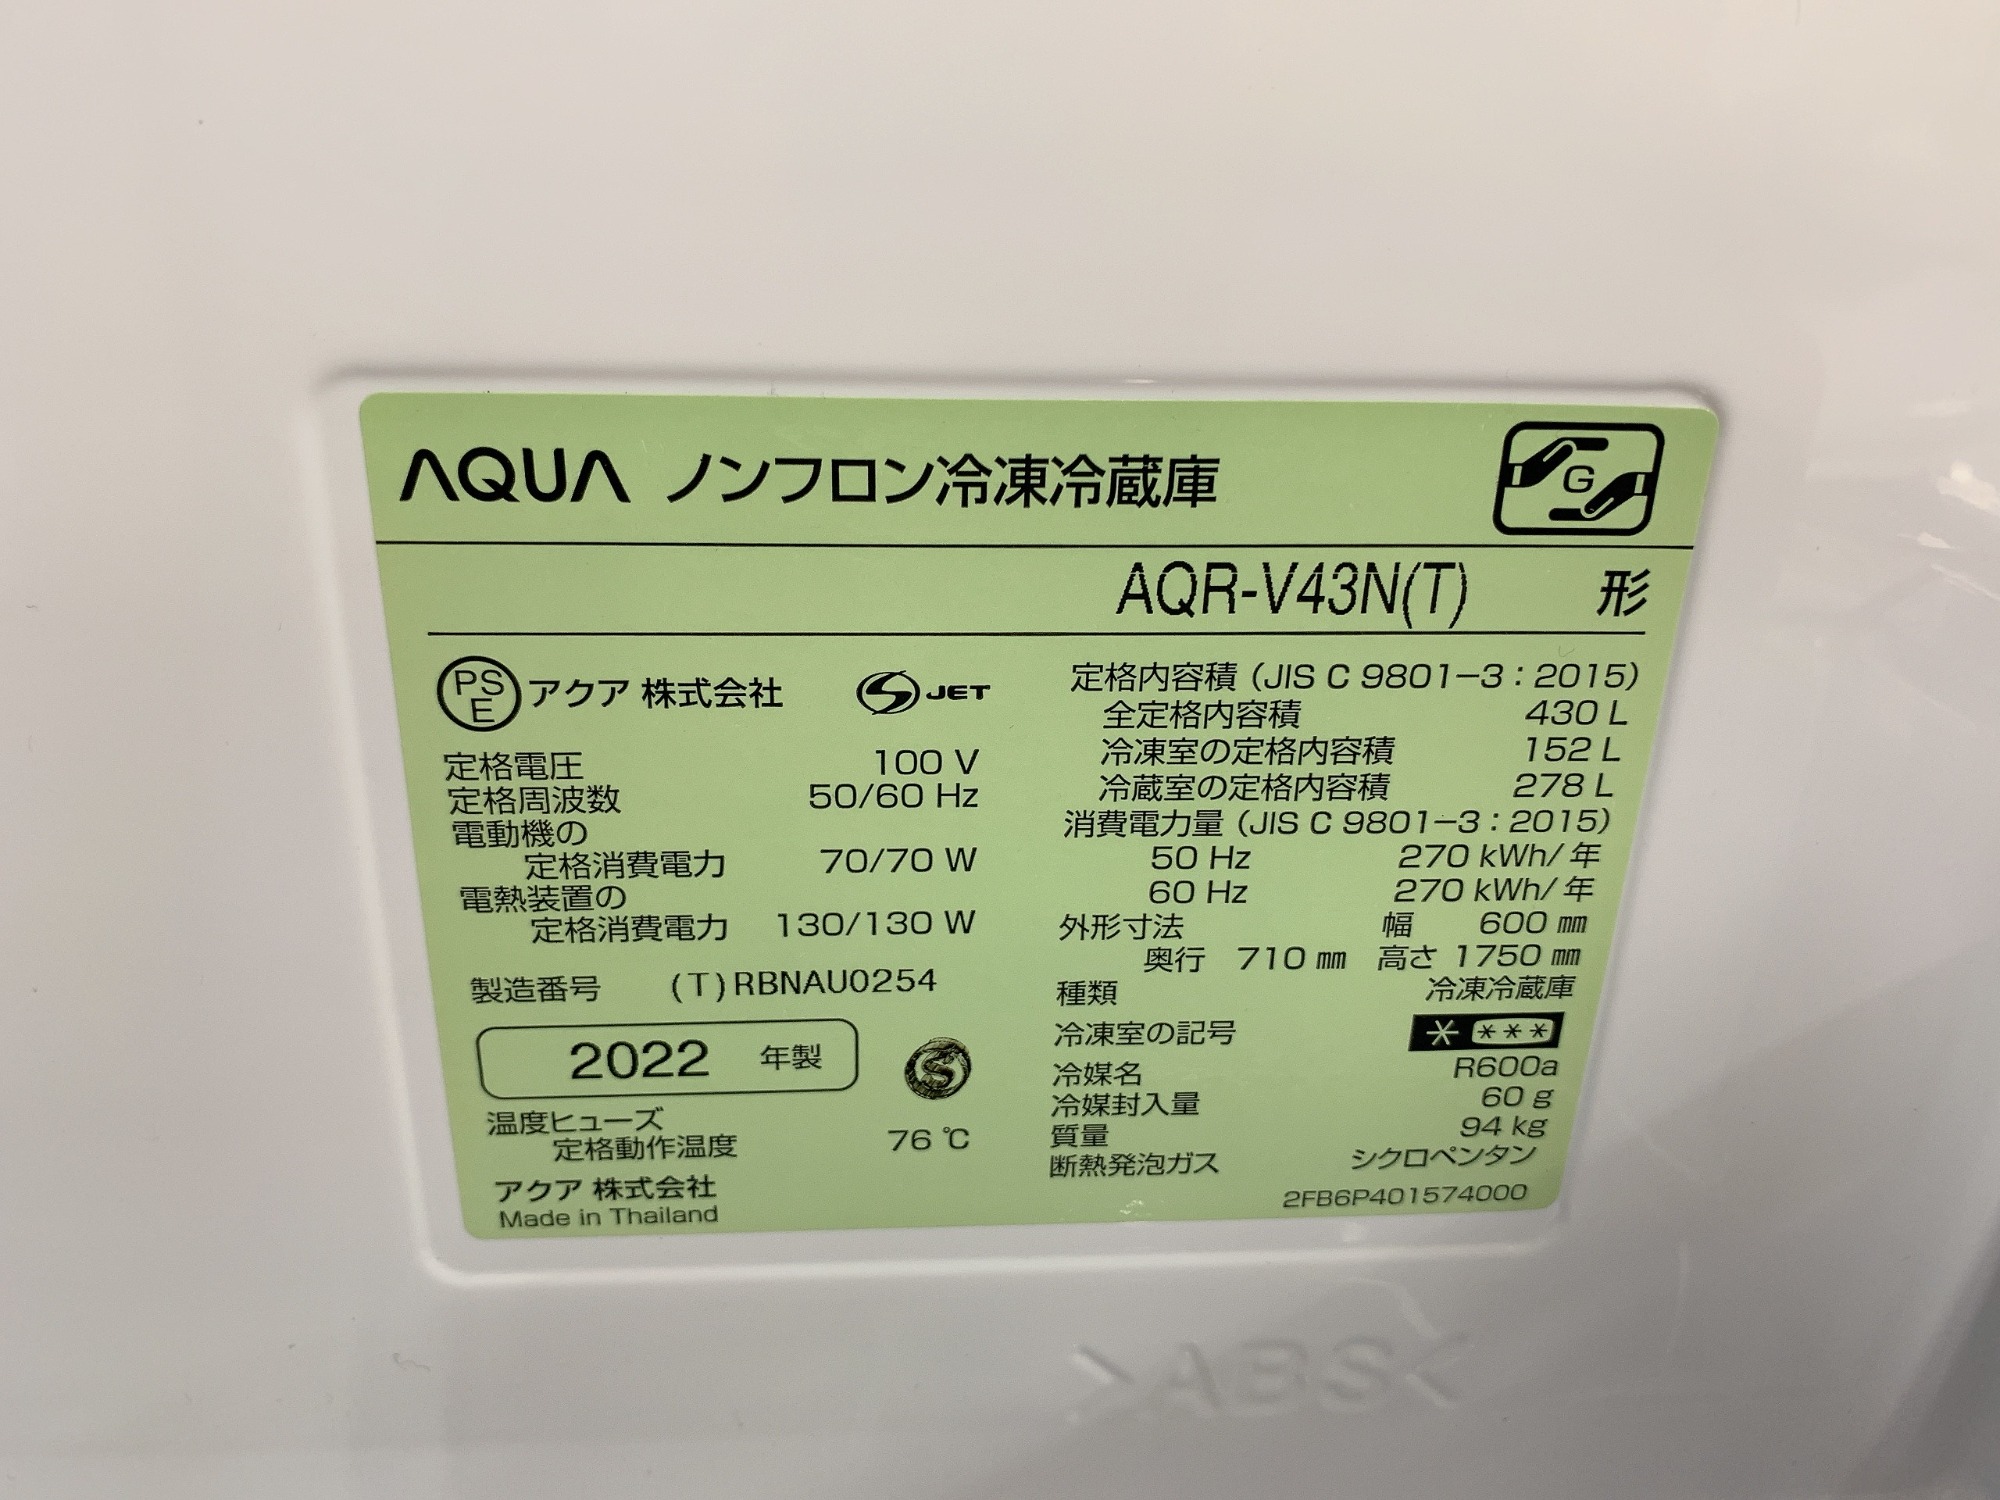 AQUA ノンフロン冷凍冷蔵庫
G
AQR-V43N(T) 形
PSE アクア 株式会社 S JET
定格電圧 100 V
定格周波数 50/60 Hz
電動機の
定格消費電力 70/70 W
電熱装置の
定格消費電力 130/130 W
製造番号 (T)RBNAU0254
2022 年製
温度ヒューズ
定格動作温度 76 ℃
アクア 株式会社
Made in Thailand
定格内容積 (JIS C 9801-3:2015)
全定格内容積 430 L
冷凍室の定格内容積 152 L
冷蔵室の定格内容積 278 L
消費電力量 (JIS C 9801-3:2015)
50 Hz 270 kWh/年
60 Hz 270 kWh/年
外形寸法 幅 600 ㎜
奥行 710 ㎜ 高さ 1750 ㎜
種類 冷凍冷蔵庫
冷凍室の記号 * ***
冷媒名 R600a
冷媒封入量 60 g
質量 94 kg
断熱発泡ガス シクロペンタン
2FB6P401574000
>ABS<